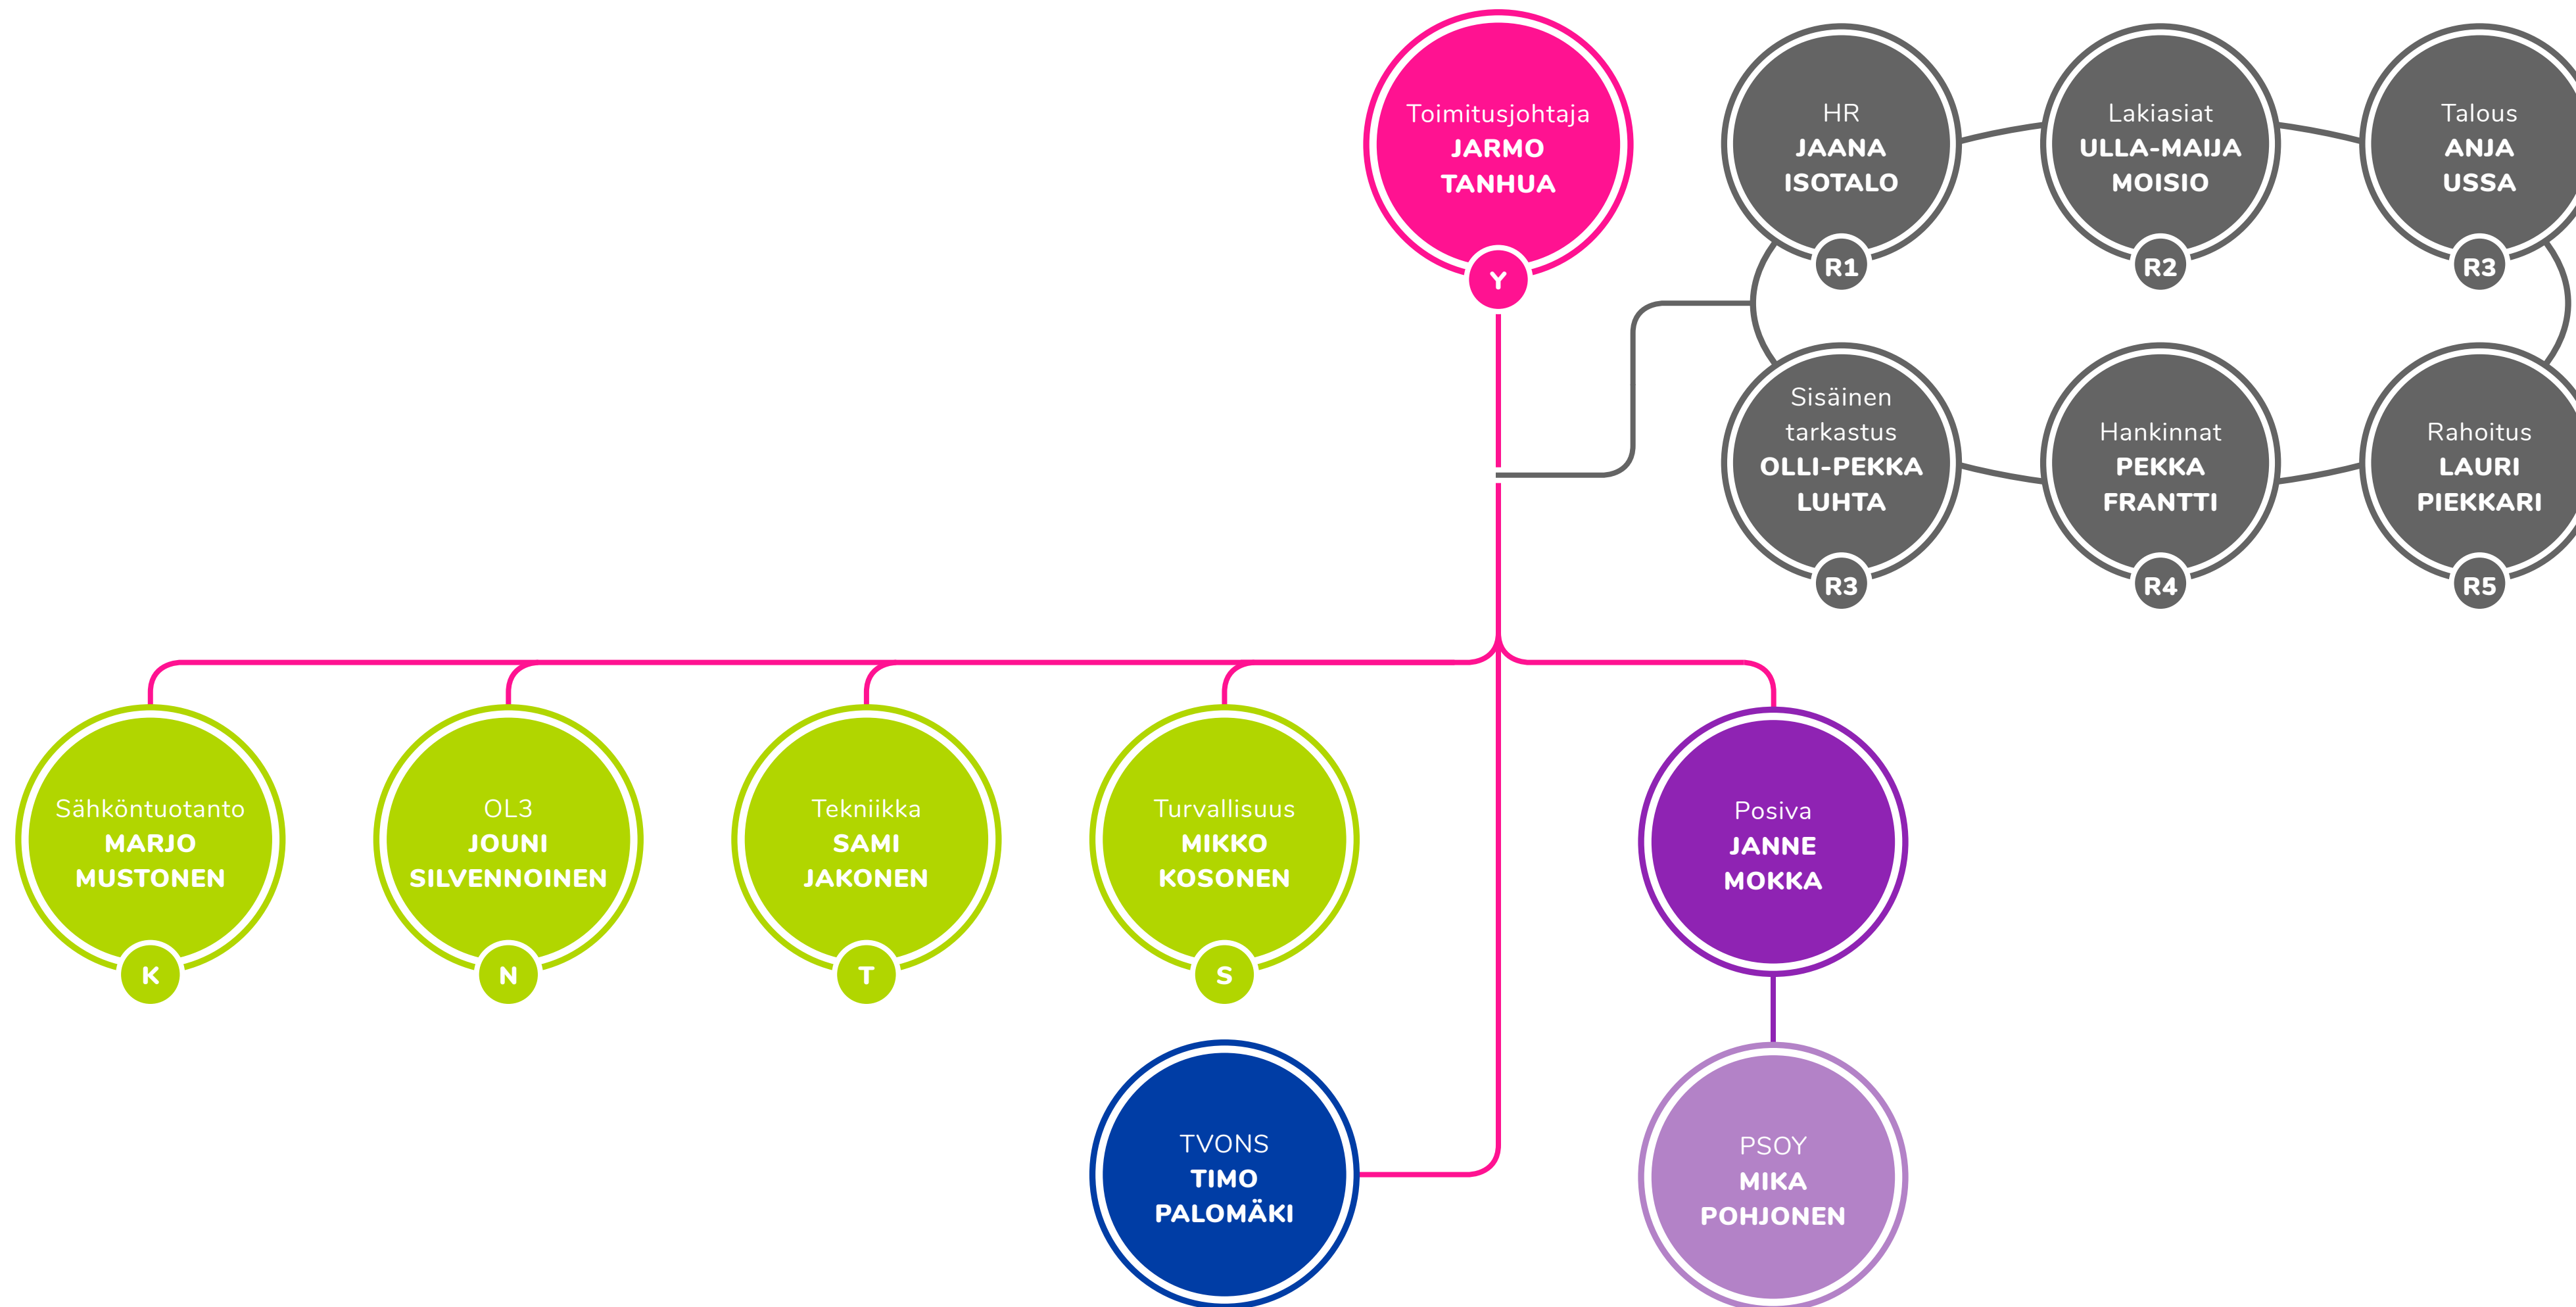 Toimitusjohtaja
JARMO
TANHUA
Y
HR
JAANA
ISOTALO
R1
Lakiasiat
ULLA-MAIJA
MOISIO
R2
Talous
ANJA
USSA
R3
Sisäinen
tarkastus
OLLI-PEKKA
LUHTA
R3
Hankinnat
PEKKA
FRANTTI
R4
Rahoitus
LAURI
PIEKKARI
R5
Sähköntuotanto
MARJO
MUSTONEN
K
OL3
JOUNI
SILVENNOINEN
N
Tekniikka
SAMI
JAKONEN
T
Turvallisuus
MIKKO
KOSONEN
S
Posiva
JANNE
MOKKA
TVONS
TIMO
PALOMÄKI
PSOY
MIKA
POHJONEN